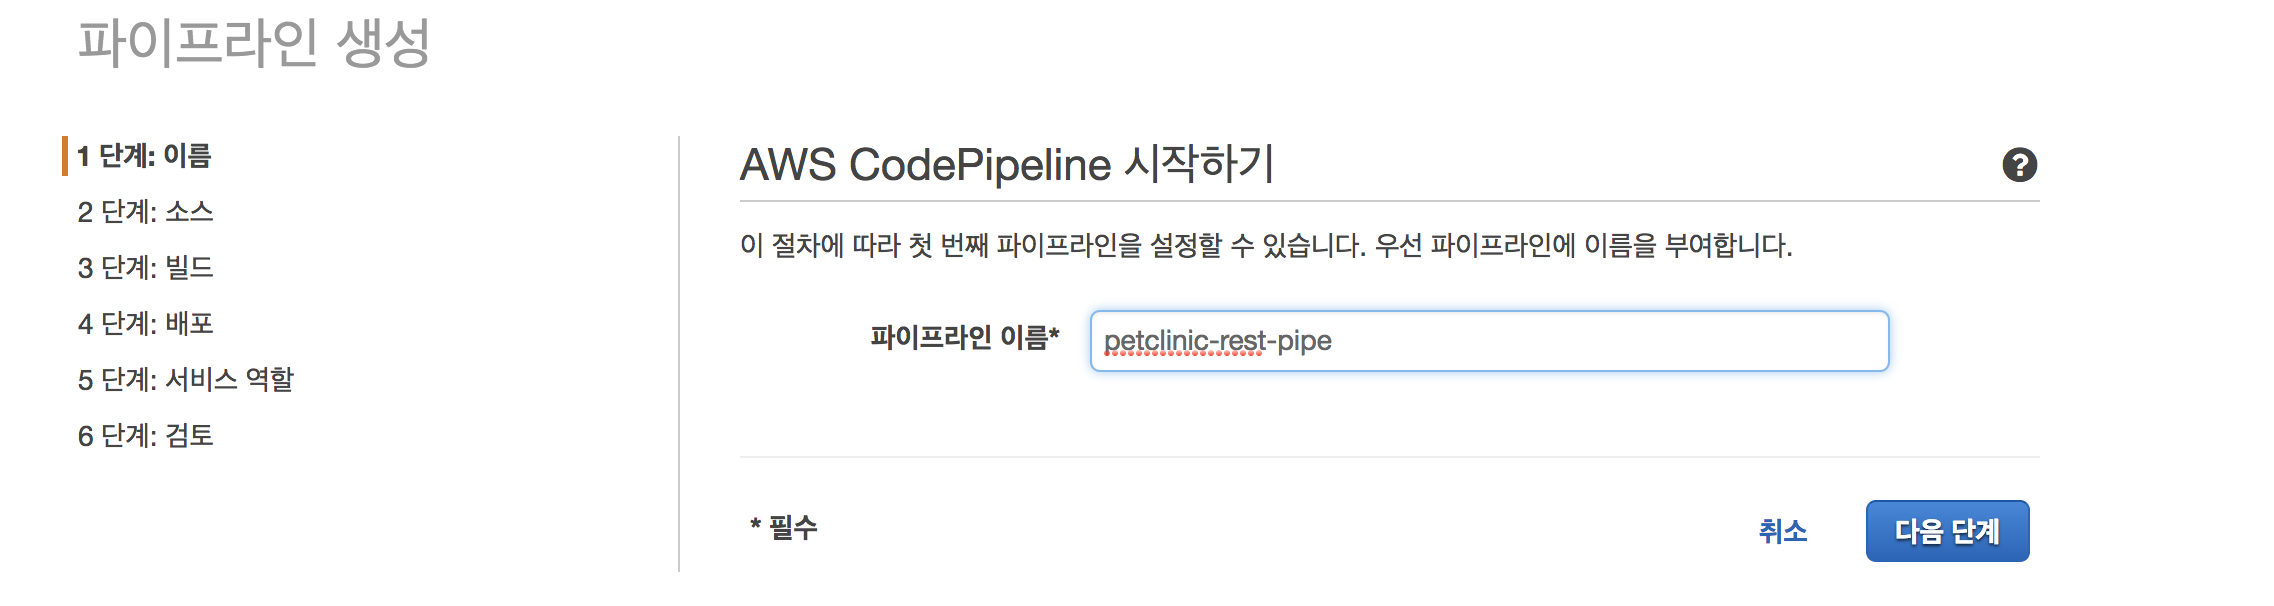 파이프라인 생성
1 단계: 이름
2 단계: 소스
3 단계: 빌드
4 단계: 배포
5 단계: 서비스 역할
6 단계: 검토
AWS CodePipeline 시작하기
?
이 절차에 따라 첫 번째 파이프라인을 설정할 수 있습니다. 우선 파이프라인에 이름을 부여합니다.
파이프라인 이름* petclinic-rest-pipe
* 필수
취소 다음 단계